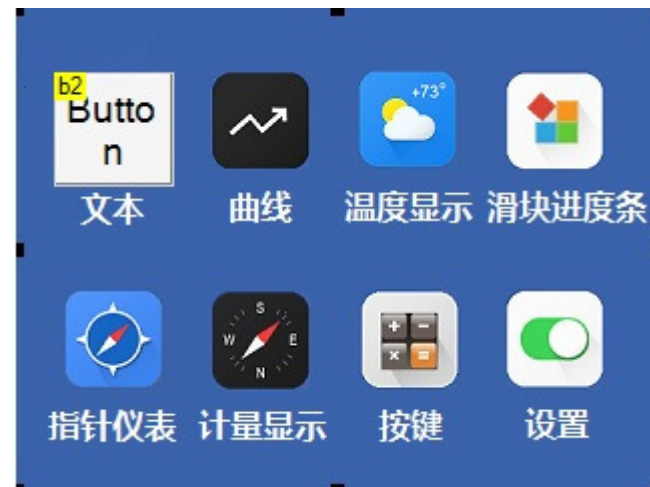 b2
Butto
n
+73°
文本 曲线 温度显示 滑块进度条
S
W E
N
+ −
× =
指针仪表 计量显示 按键 设置